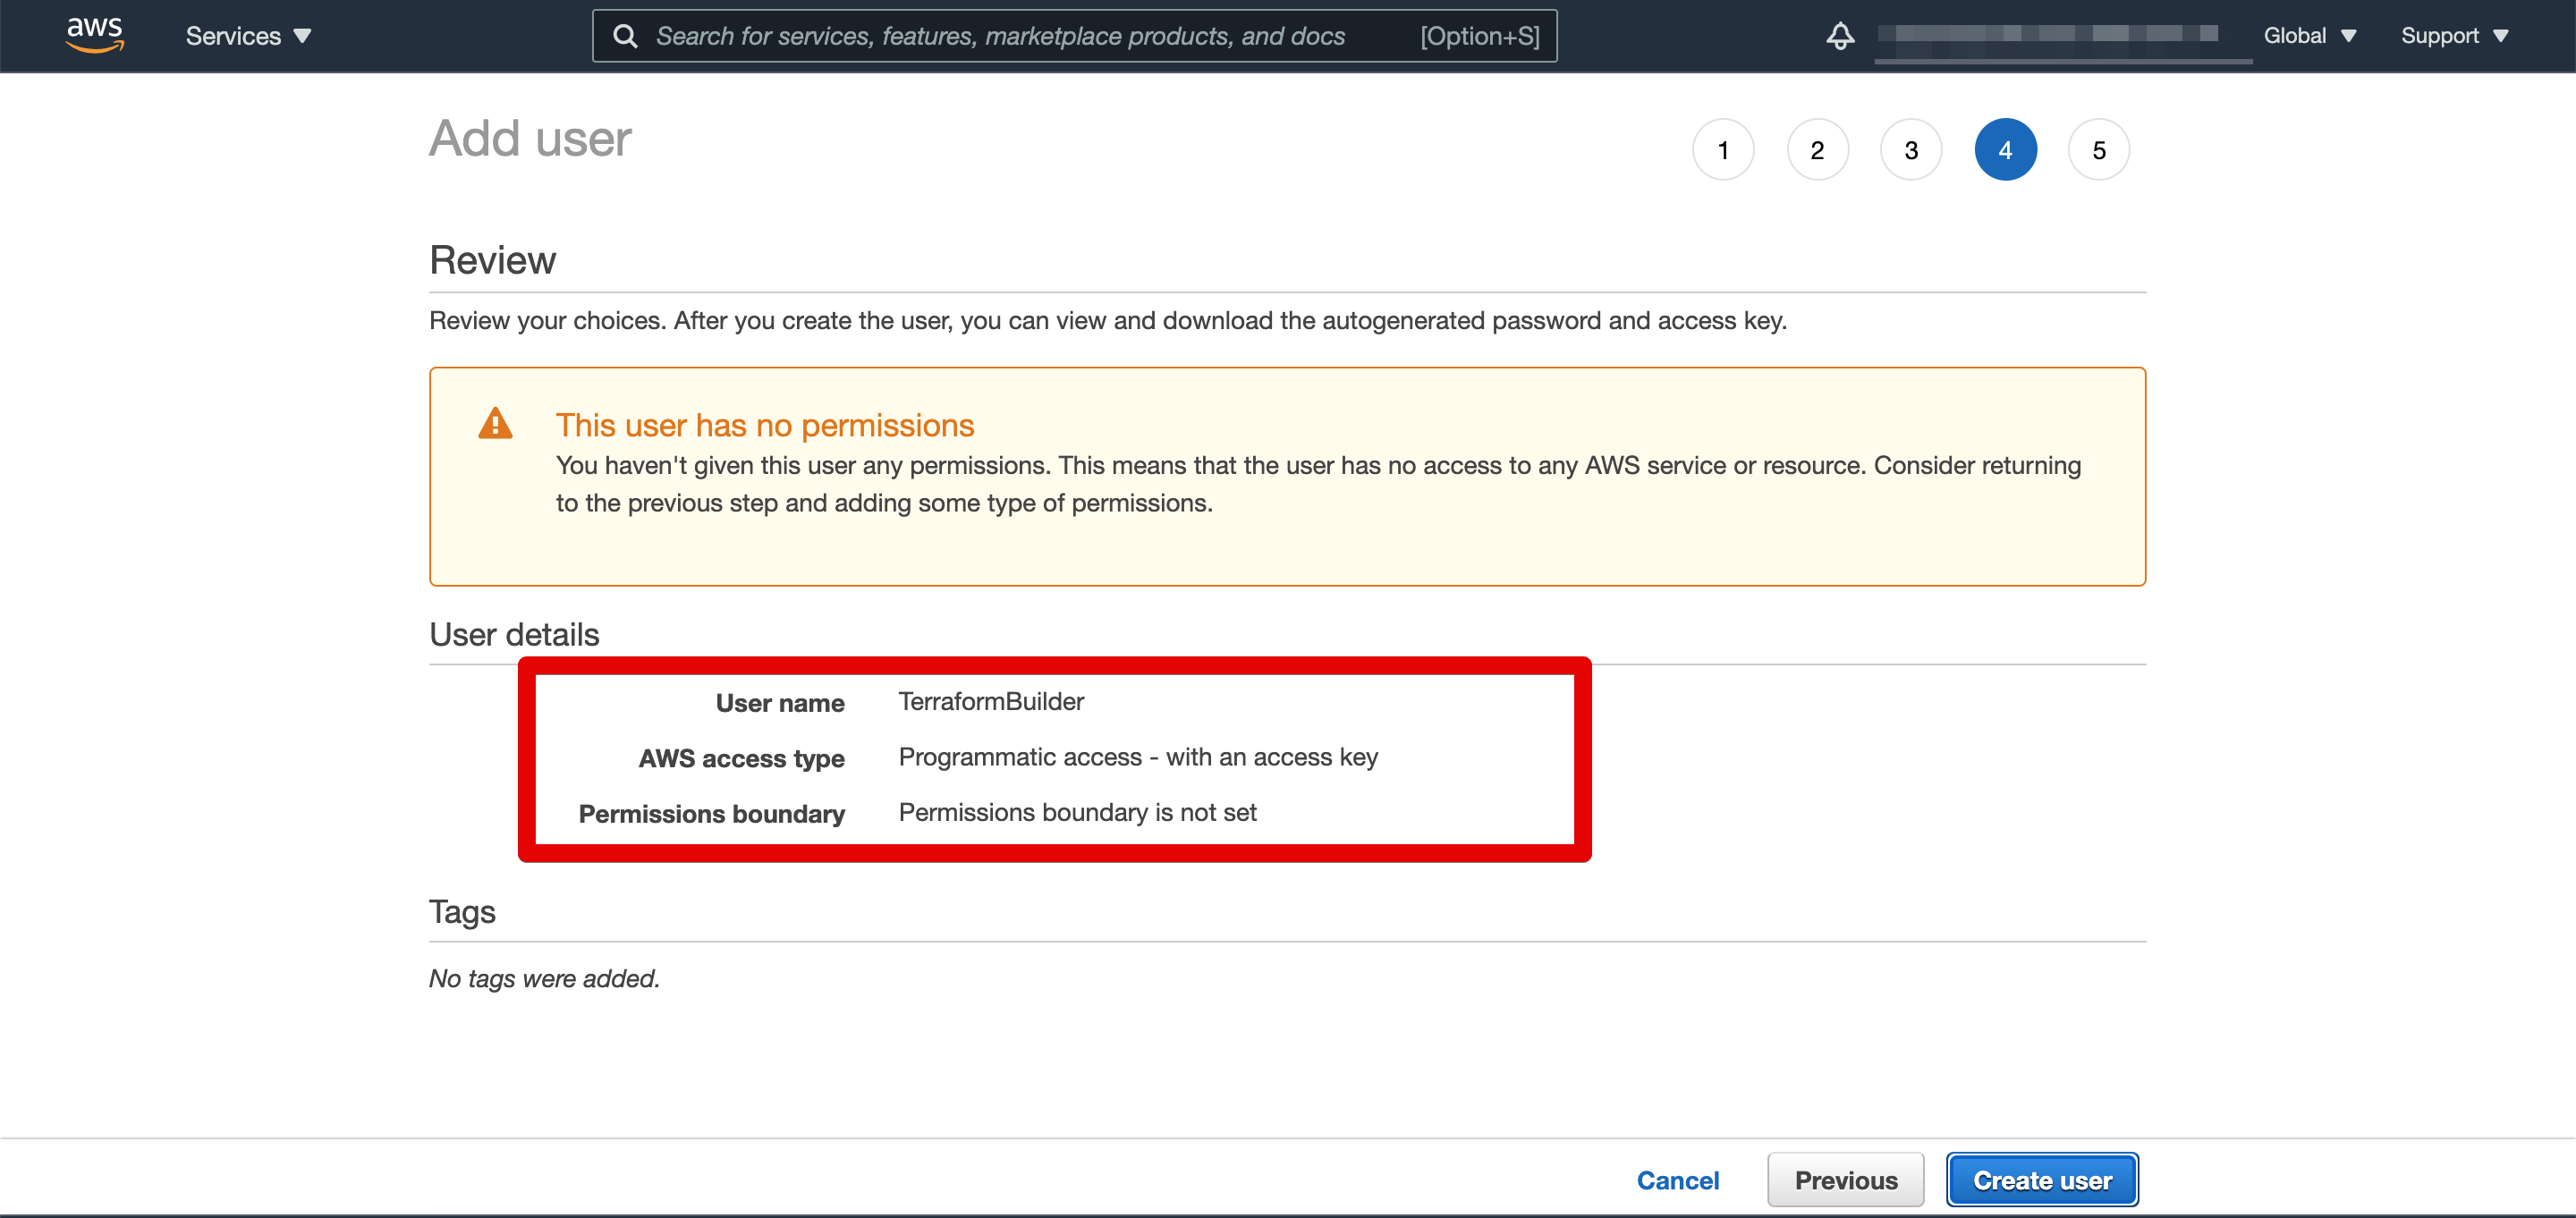 aws
Services
Search for services, features, marketplace products, and docs [Option+S]
Global
Support
Add user
1 2 3 4 5
Review
Review your choices. After you create the user, you can view and download the autogenerated password and access key.
This user has no permissions
You haven't given this user any permissions. This means that the user has no access to any AWS service or resource. Consider returning
to the previous step and adding some type of permissions.
User details
User name TerraformBuilder
AWS access type Programmatic access - with an access key
Permissions boundary Permissions boundary is not set
Tags
No tags were added.
Cancel
Previous
Create user